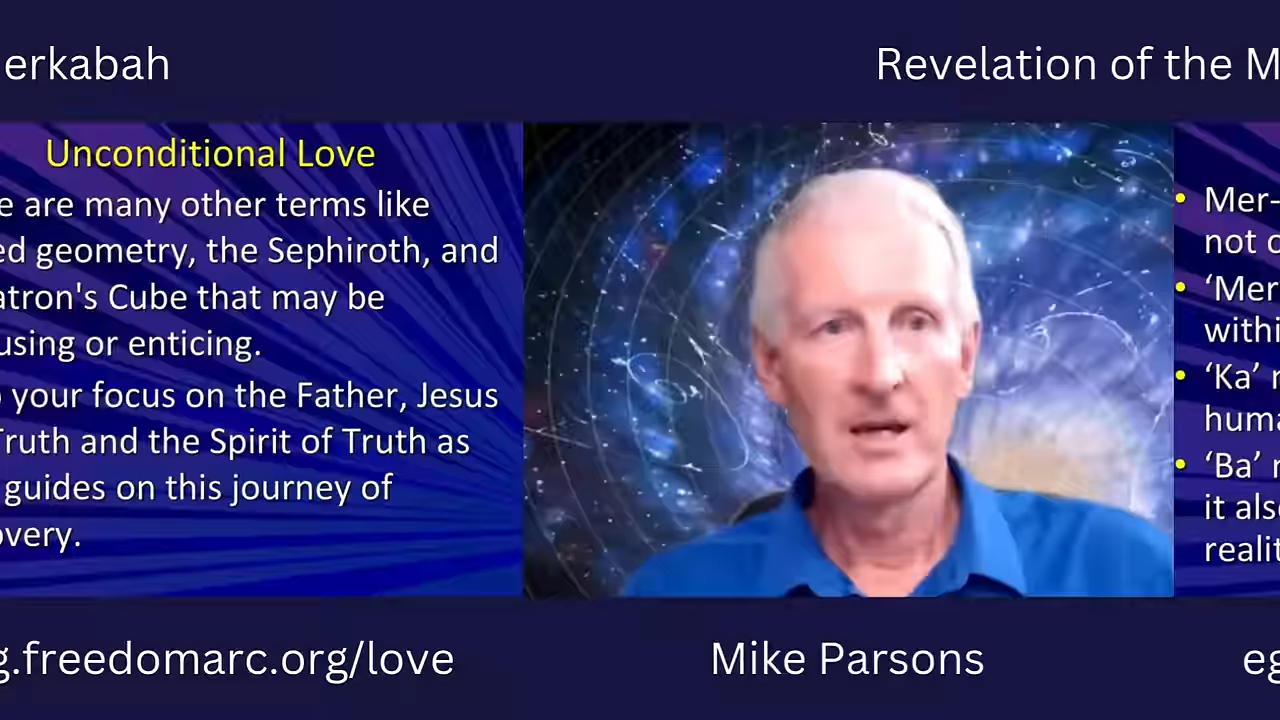 erkabah
Revelation of the M
Unconditional Love
e are many other terms like
ed geometry, the Sephiroth, and
atron's Cube that may be
using or enticing.
your focus on the Father, Jesus
Truth and the Spirit of Truth as
guides on this journey of
overy.
• Mer-
not
• ‘Mer
withi
• ‘Ka’
huma
• ‘Ba’
it als
realit
g.freedomarc.org/love
Mike Parsons
eg